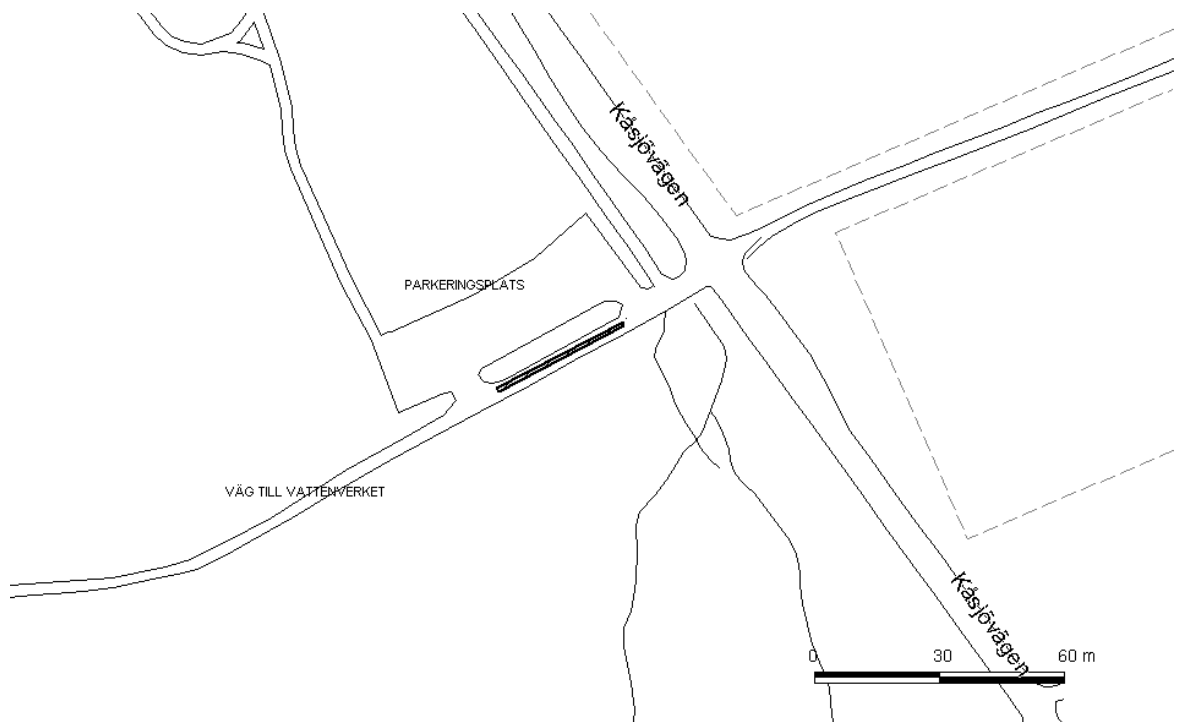 Kåsjövägen
PARKERINGSPLATS
VÄG TILL VATTENVERKET
Kåsjövägen
0 30 60 m